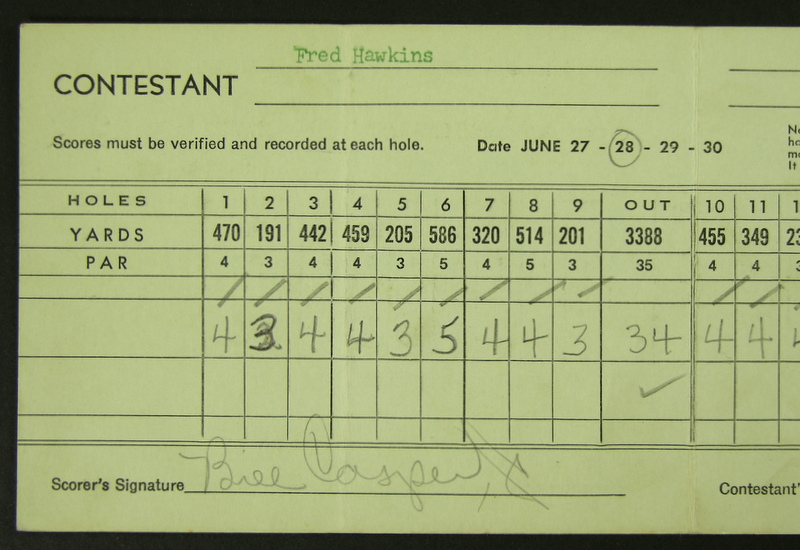 Fred Hawkins
CONTESTANT
Scores must be verified and recorded at each hole. Date JUNE 27 - 28 - 29 - 30
HOLES 1 2 3 4 5 6 7 8 9 OUT 10 11
YARDS 470 191 442 459 205 586 320 514 201 3388 455 349
PAR 4 3 4 4 3 5 4 5 3 35 4 4
4 3 4 4 3 5 4 4 3 34 4 4
Scorer's Signature Bill Casper, Jr
Contestant'